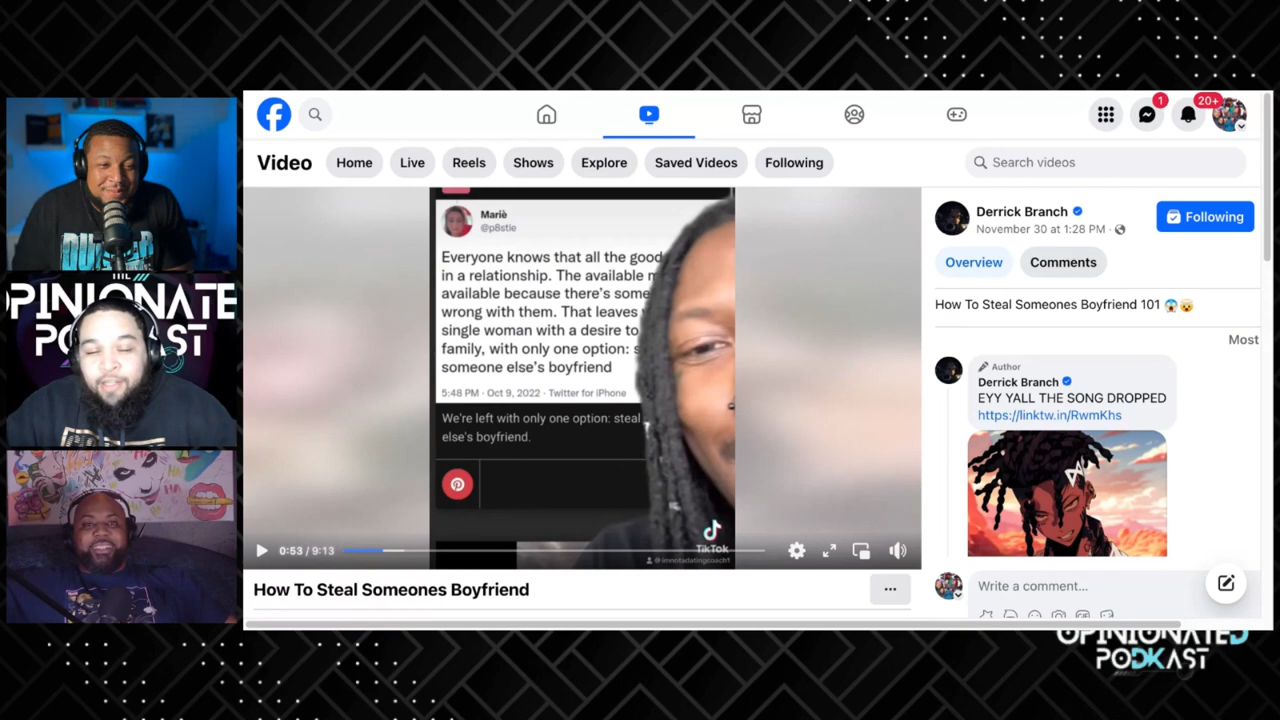 1
20+
Video
Home
Live
Reels
Shows
Explore
Saved Videos
Following
Search videos
THE
OPINIONATE
PO AST
Mariè
@p8stie
Everyone knows that all the good
in a relationship. The available
available because there's some
wrong with them. That leaves
single woman with a desire to
family, with only one option:
someone else's boyfriend
5:48 PM · Oct 9, 2022 · Twitter for iPhone
We're left with only one option: steal
else's boyfriend.
TikTok
@imnotadatingcoach1
0:53 / 9:13
How To Steal Someones Boyfriend
...
Derrick Branch
November 30 at 1:28 PM ·
Following
Overview
Comments
How To Steal Someones Boyfriend 101 😱🤯
Most
Author
Derrick Branch
EYY YALL THE SONG DROPPED
https://linktw.in/RwmKhs
Write a comment...
OPINIONATED
PODKAST